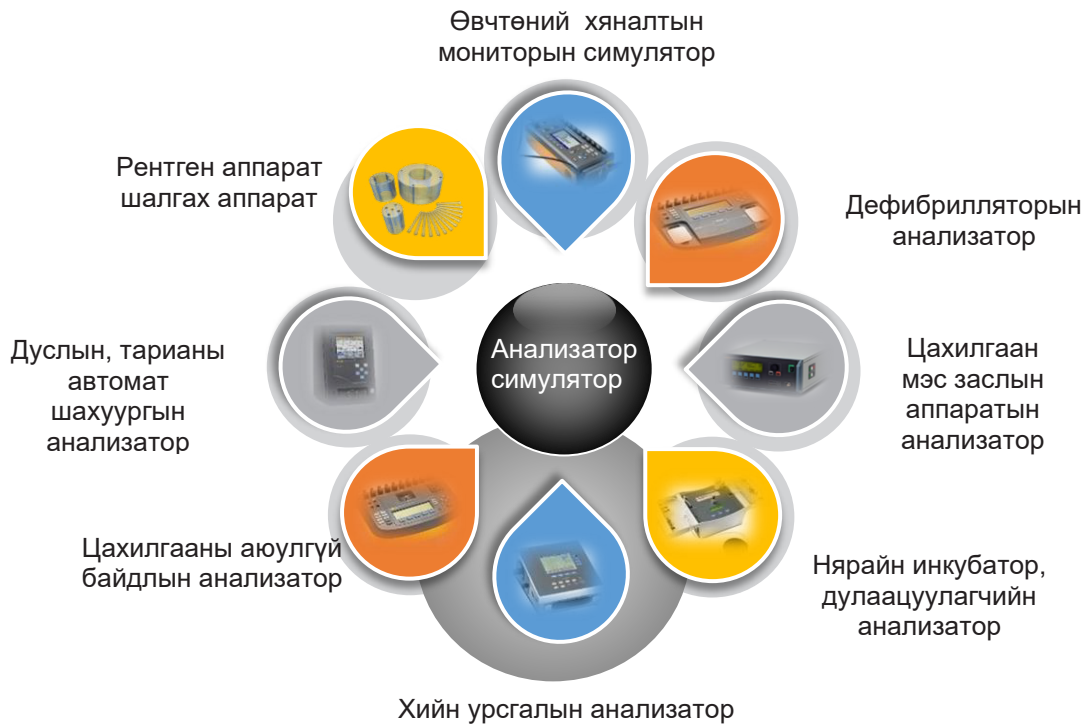 Өвчтөний хяналтын
мониторын симулятор
Рентген аппарат
шалгах аппарат
Дефибрилляторын
анализатор
Дуслын, тарианы
автомат
шахуургын
анализатор
Анализатор
симулятор
Цахилгаан
мэс заслын
аппаратын
анализатор
Цахилгааны аюулгүй
байдлын анализатор
Нярайн инкубатор,
дулаацуулагчийн
анализатор
Хийн урсгалын анализатор